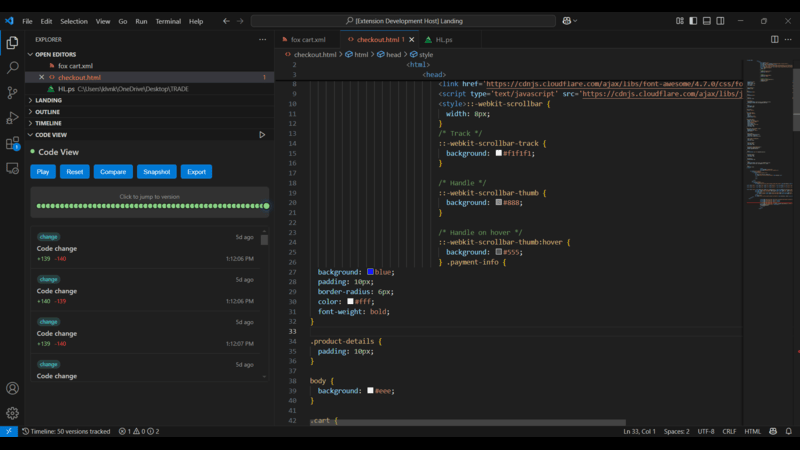 File Edit Selection View Go Run Terminal Help
[Extension Development Host] Landing
EXPLORER
OPEN EDITORS
fox cart.xml
checkout.html 1
HL.ps C:\Users\klvnk\OneDrive\Desktop\TRADE
LANDING
OUTLINE
TIMELINE
CODE VIEW
Code View
Play Reset Compare Snapshot Export
Click to jump to version
change 5d ago
Code change
+139 -140 1:12:06 PM
change 5d ago
Code change
+140 -139 1:12:06 PM
change 5d ago
Code change
+139 -140 1:12:07 PM
change 5d ago
Code change
fox cart.xml checkout.html 1 HL.ps
checkout.html > html > head > style
2 <html>
3 <head>
8 <link href='https://cdnjs.cloudflare.com/ajax/libs/font-awesome/4.7.0/css/fo
9 <script type='text/javascript' src='https://cdnjs.cloudflare.com/ajax/libs/j
10 <style>::-webkit-scrollbar {
11 width: 8px;
12 }
13 /* Track */
14 ::-webkit-scrollbar-track {
15 background: #f1f1f1;
16 }
17
18 /* Handle */
19 ::-webkit-scrollbar-thumb {
20 background: #888;
21 }
22
23 /* Handle on hover */
24 ::-webkit-scrollbar-thumb:hover {
25 background: #555;
26 } .payment-info {
27 background: blue;
28 padding: 10px;
29 border-radius: 6px;
30 color: #fff;
31 font-weight: bold;
32 }
33
34 .product-details {
35 padding: 10px;
36 }
37
38 body {
39 background: #eee;
40 }
41
42 .cart {
Timeline: 50 versions tracked 1 0 2 Ln 33, Col 1 Spaces: 2 UTF-8 CRLF HTML